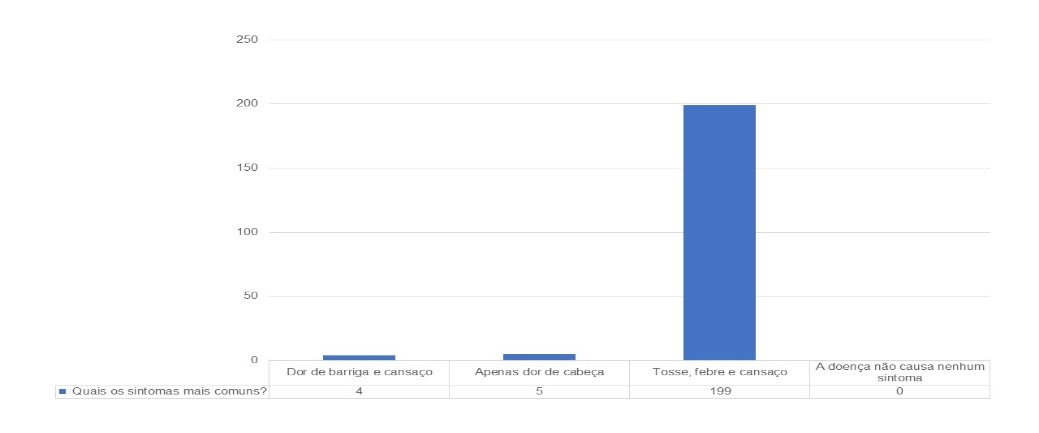 250
200
150
100
50
0
Dor de barriga e cansaço
Apenas dor de cabeça
Tosse, febre e cansaço
A doença não causa nenhum
sintoma
Quais os sintomas mais comuns?
4
5
199
0